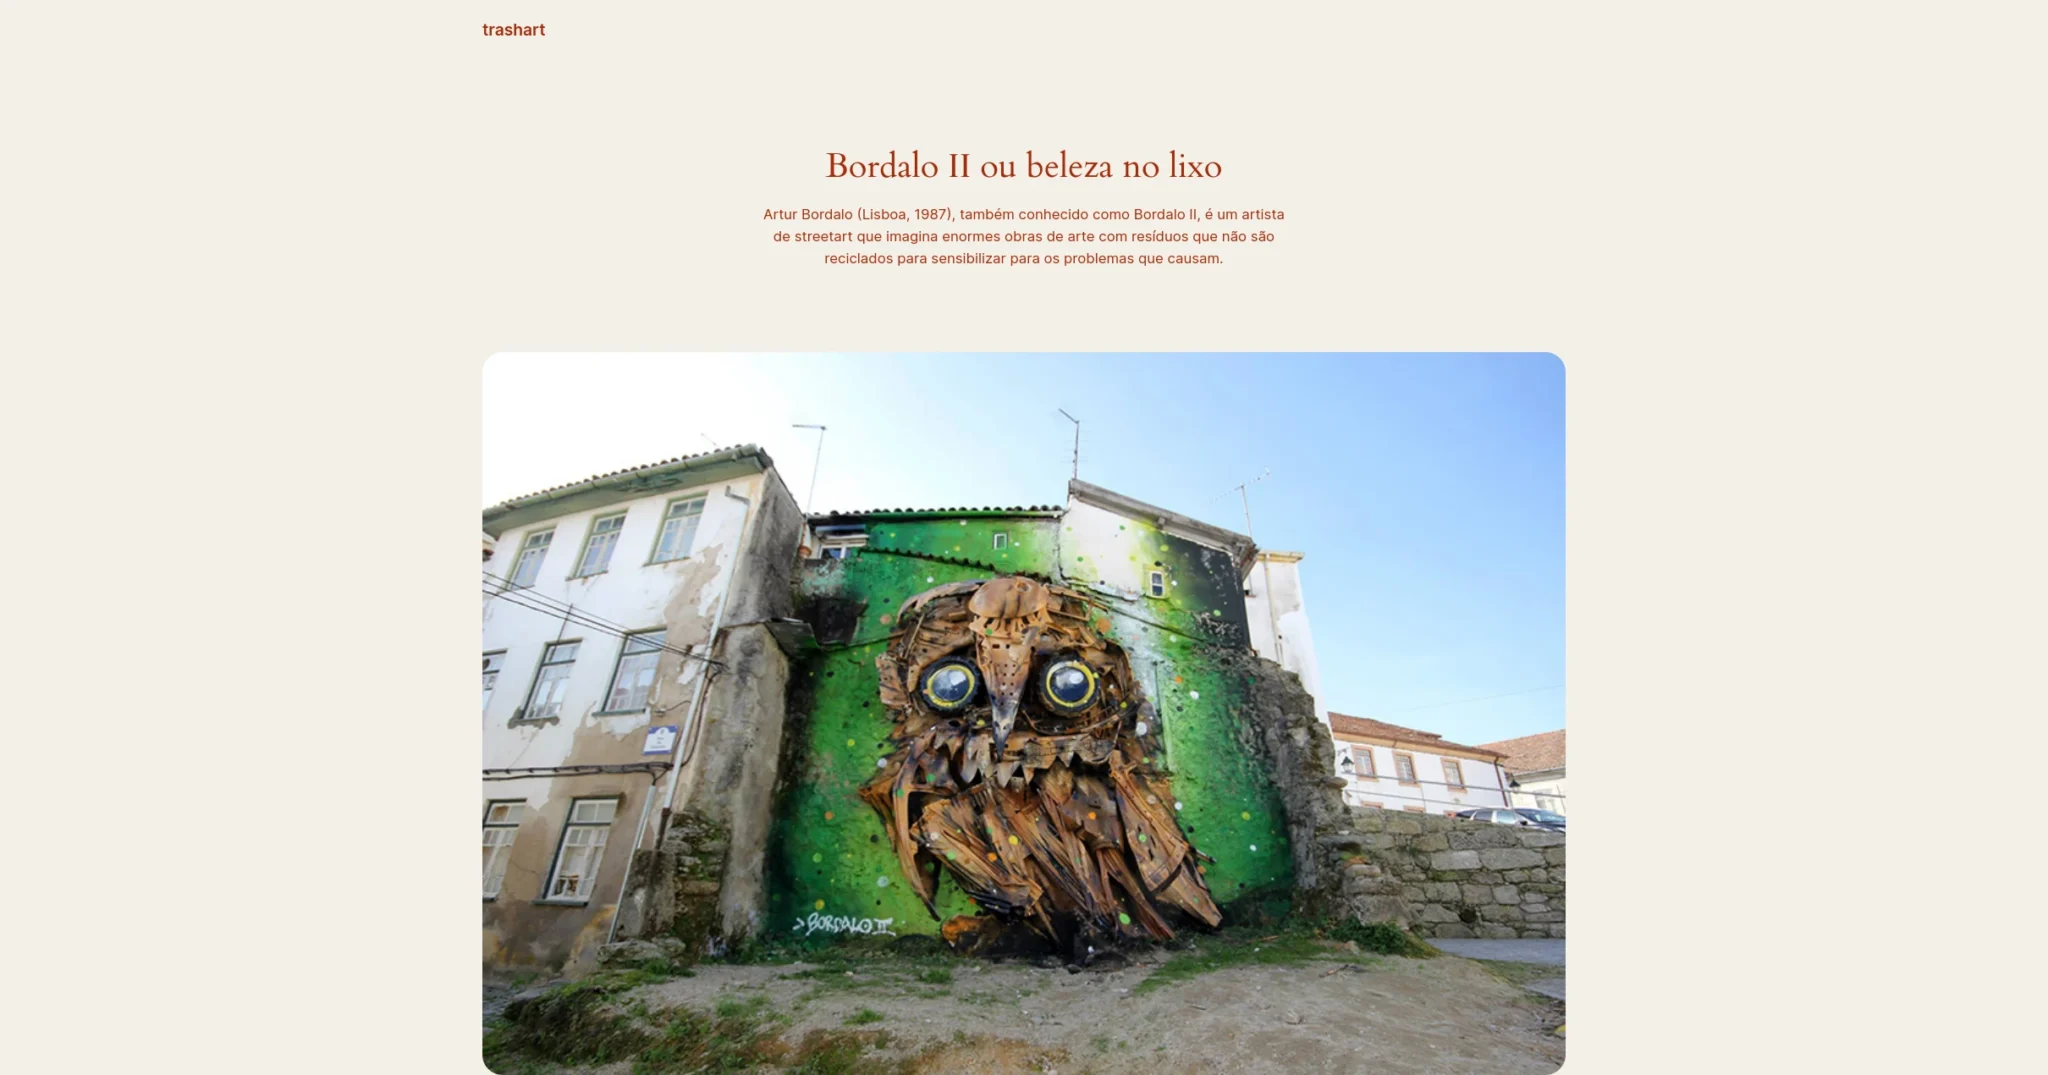 trashart
Bordalo II ou beleza no lixo
Artur Bordalo (Lisboa, 1987), também conhecido como Bordalo II, é um artista
de streetart que imagina enormes obras de arte com resíduos que não são
reciclados para sensibilizar para os problemas que causam.
>BORDALO II